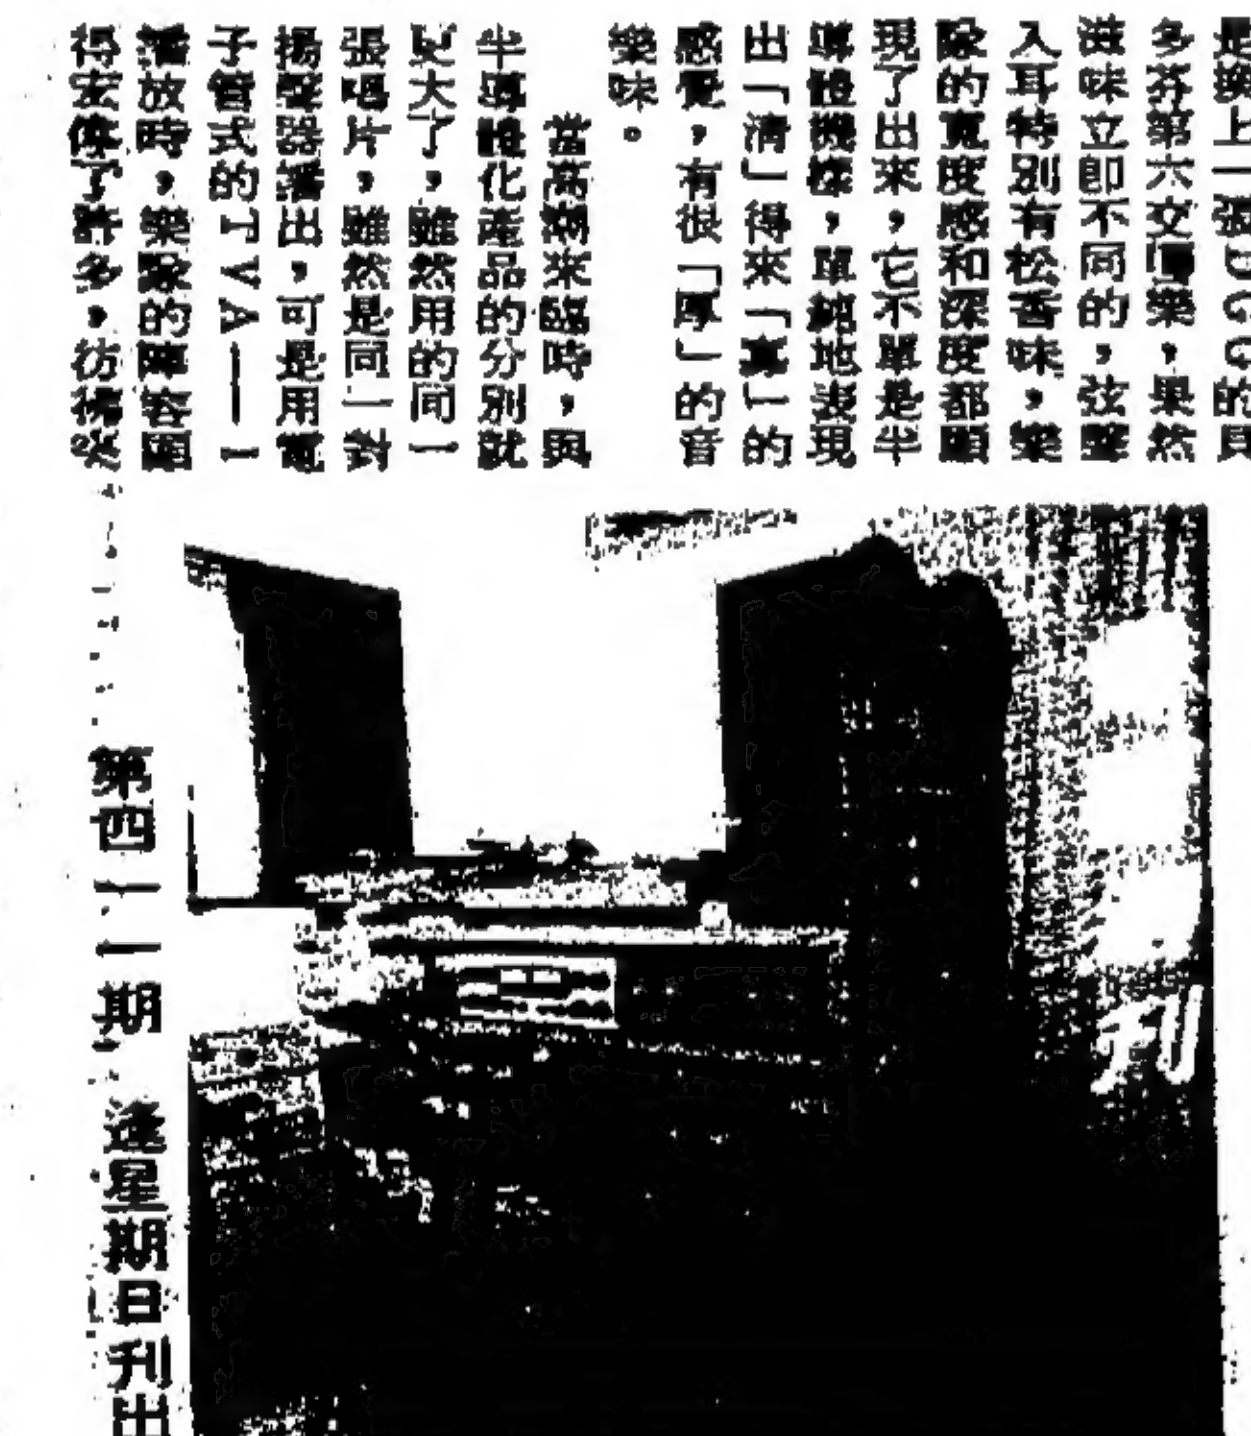 是換上一張DGG的貝
多芬第六交響樂，果然
滋味立即不同的，弦聲
入耳特別有松香味，樂
隊的寬度感和深度都顯
現了出來，它不單是半
導體機樣，單純地表現
出「清」得來「真」的
感覺，有很「厚」的音
樂味。
當高潮來臨時，與
半導體化產品的分別就
更大了，雖然用的同一
張唱片，雖然是同一對
揚聲器播出，可是用電
子管式的TVA——1
播放時，樂隊的陣容顯
得宏偉了許多，彷彿
第四一一期 逢星期日刊出